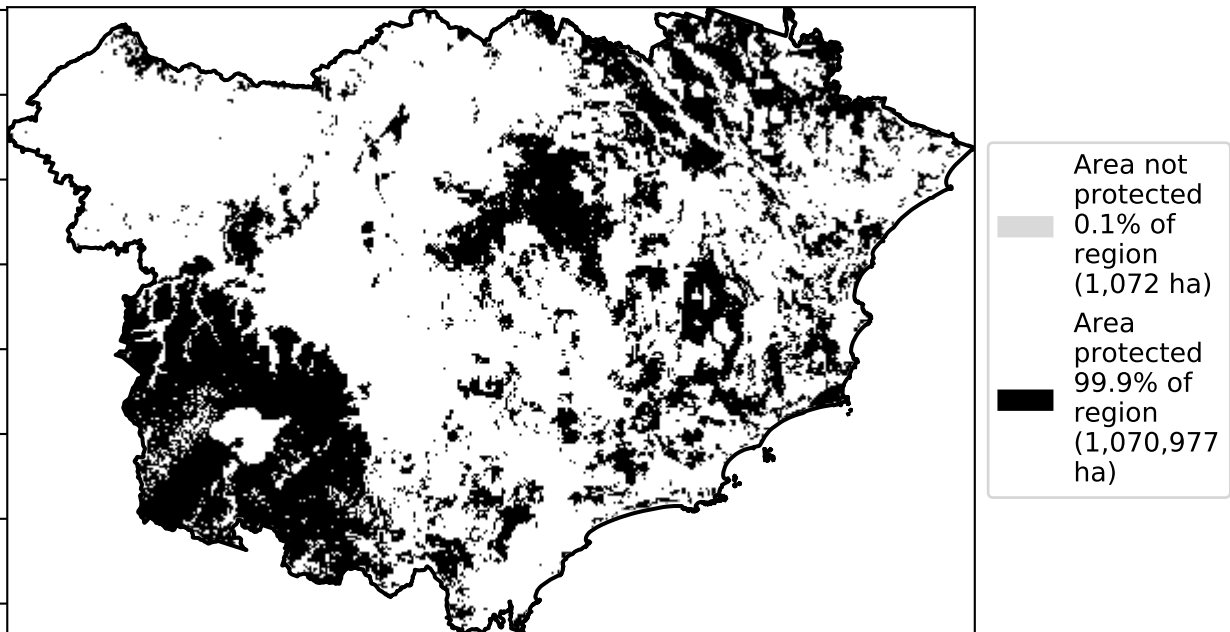 Area not
protected
0.1% of
region
(1,072 ha)
Area
protected
99.9% of
region
(1,070,977
ha)